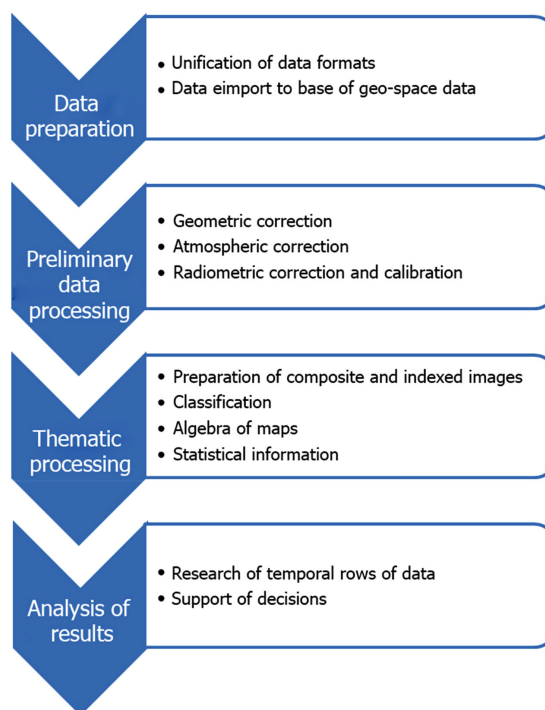 Data
preparation
• Unification of data formats
• Data eimport to base of geo-space data
Preliminary
data
processing
• Geometric correction
• Atmospheric correction
• Radiometric correction and calibration
Thematic
processing
• Preparation of composite and indexed images
• Classification
• Algebra of maps
• Statistical information
Analysis of
results
• Research of temporal rows of data
• Support of decisions